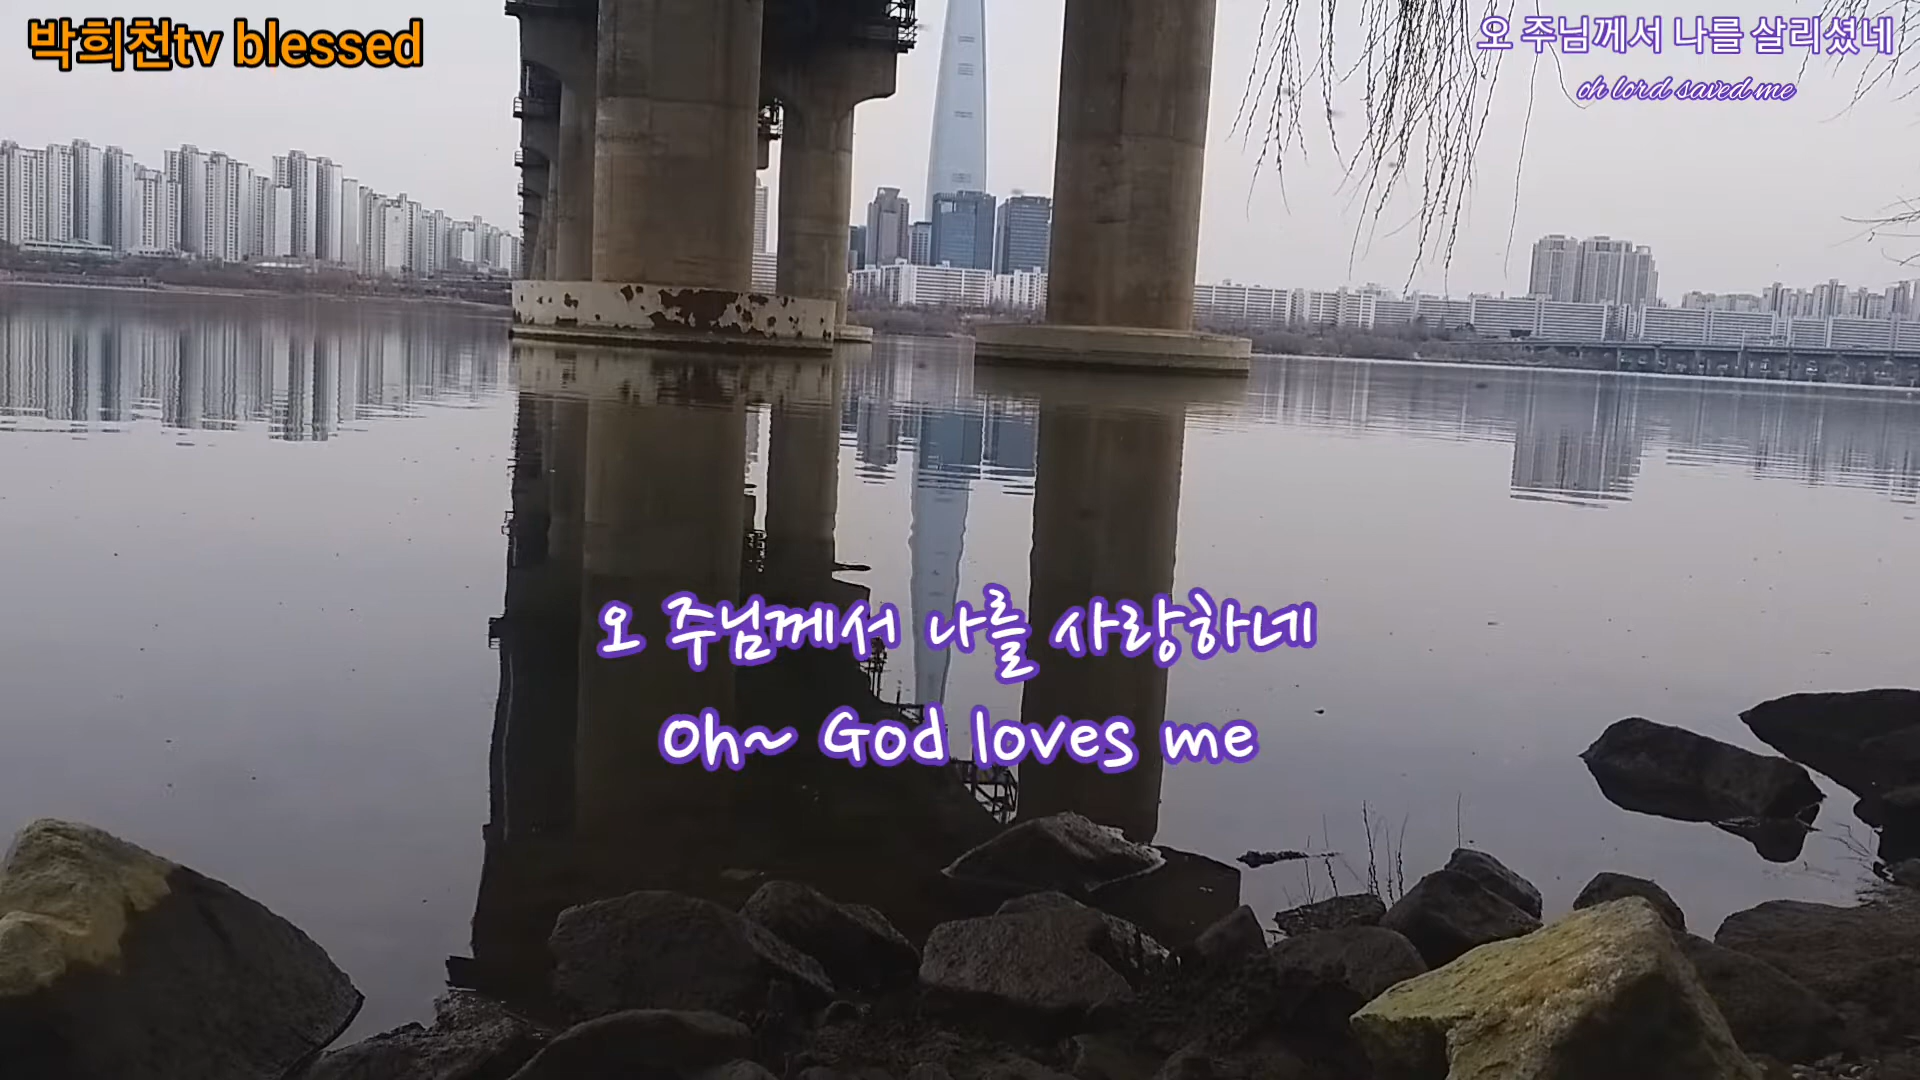 박희천tv blessed
오 주님께서 나를 살리셨네
oh lord saved me
오 주님께서 나를 사랑하네
Oh~ God loves me